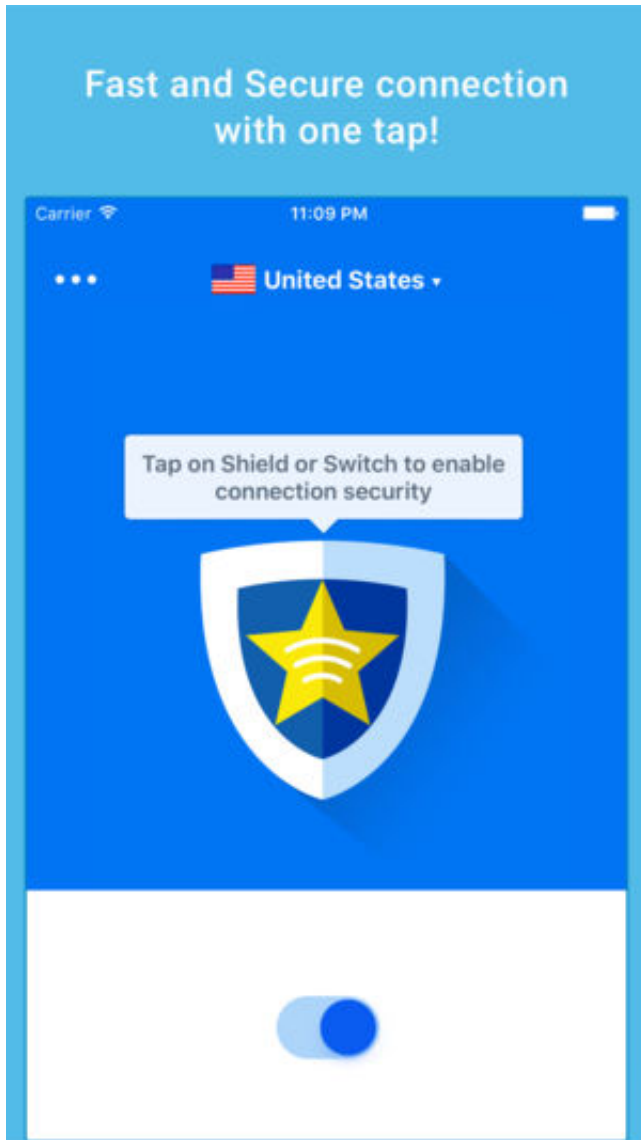 Fast and Secure connection
with one tap!
Carrier 11:09 PM
United States
Tap on Shield or Switch to enable
connection security